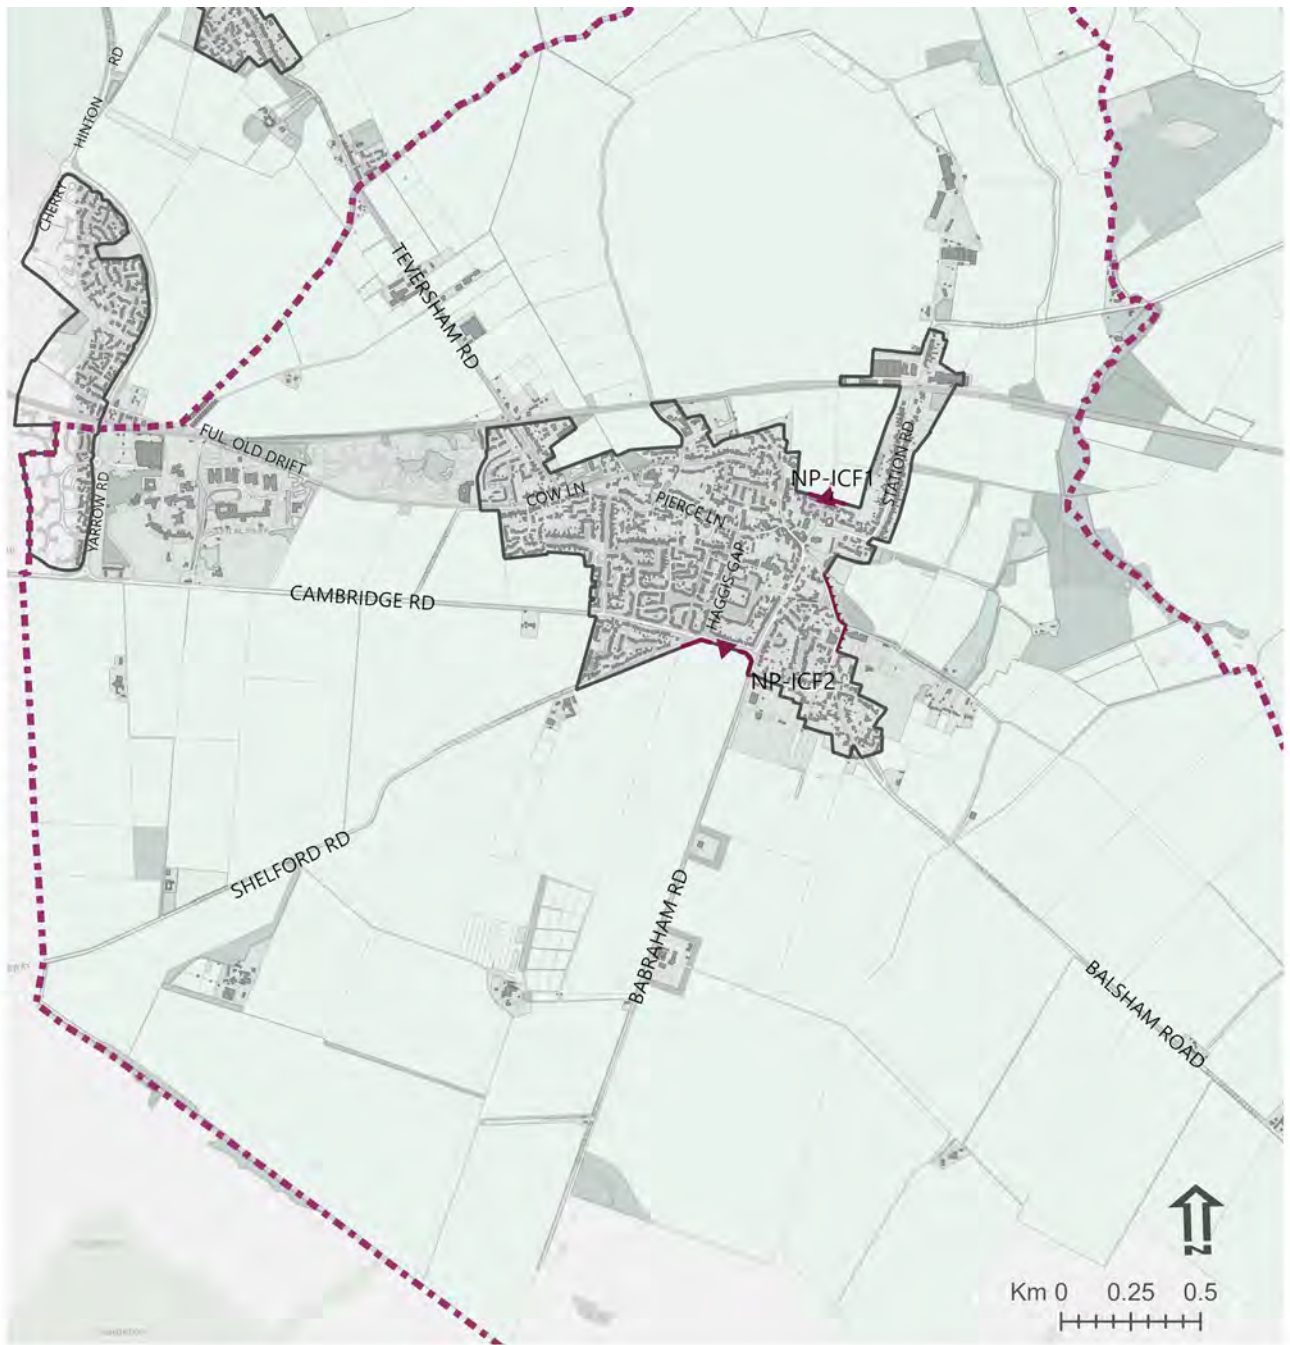 CHERRY HINTON RD
TEVERSHAM RD
FUL. OLD DRIFT
YARROW RD
COW LN
PIERCE LN
NP-ICF1
STATION RD
HAGGIS GAP
CAMBRIDGE RD
NP-ICF2
SHELFORD RD
BABRAHAM RD
BALSHAM ROAD
N
Km 0 0.25 0.5